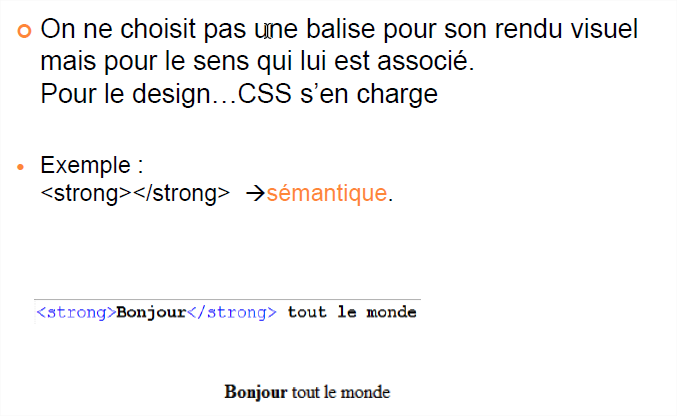 On ne choisit pas une balise pour son rendu visuel
mais pour le sens qui lui est associé.
Pour le design…CSS s’en charge
Exemple :
<strong></strong> →sémantique.
<strong>Bonjour</strong> tout le monde
Bonjour tout le monde